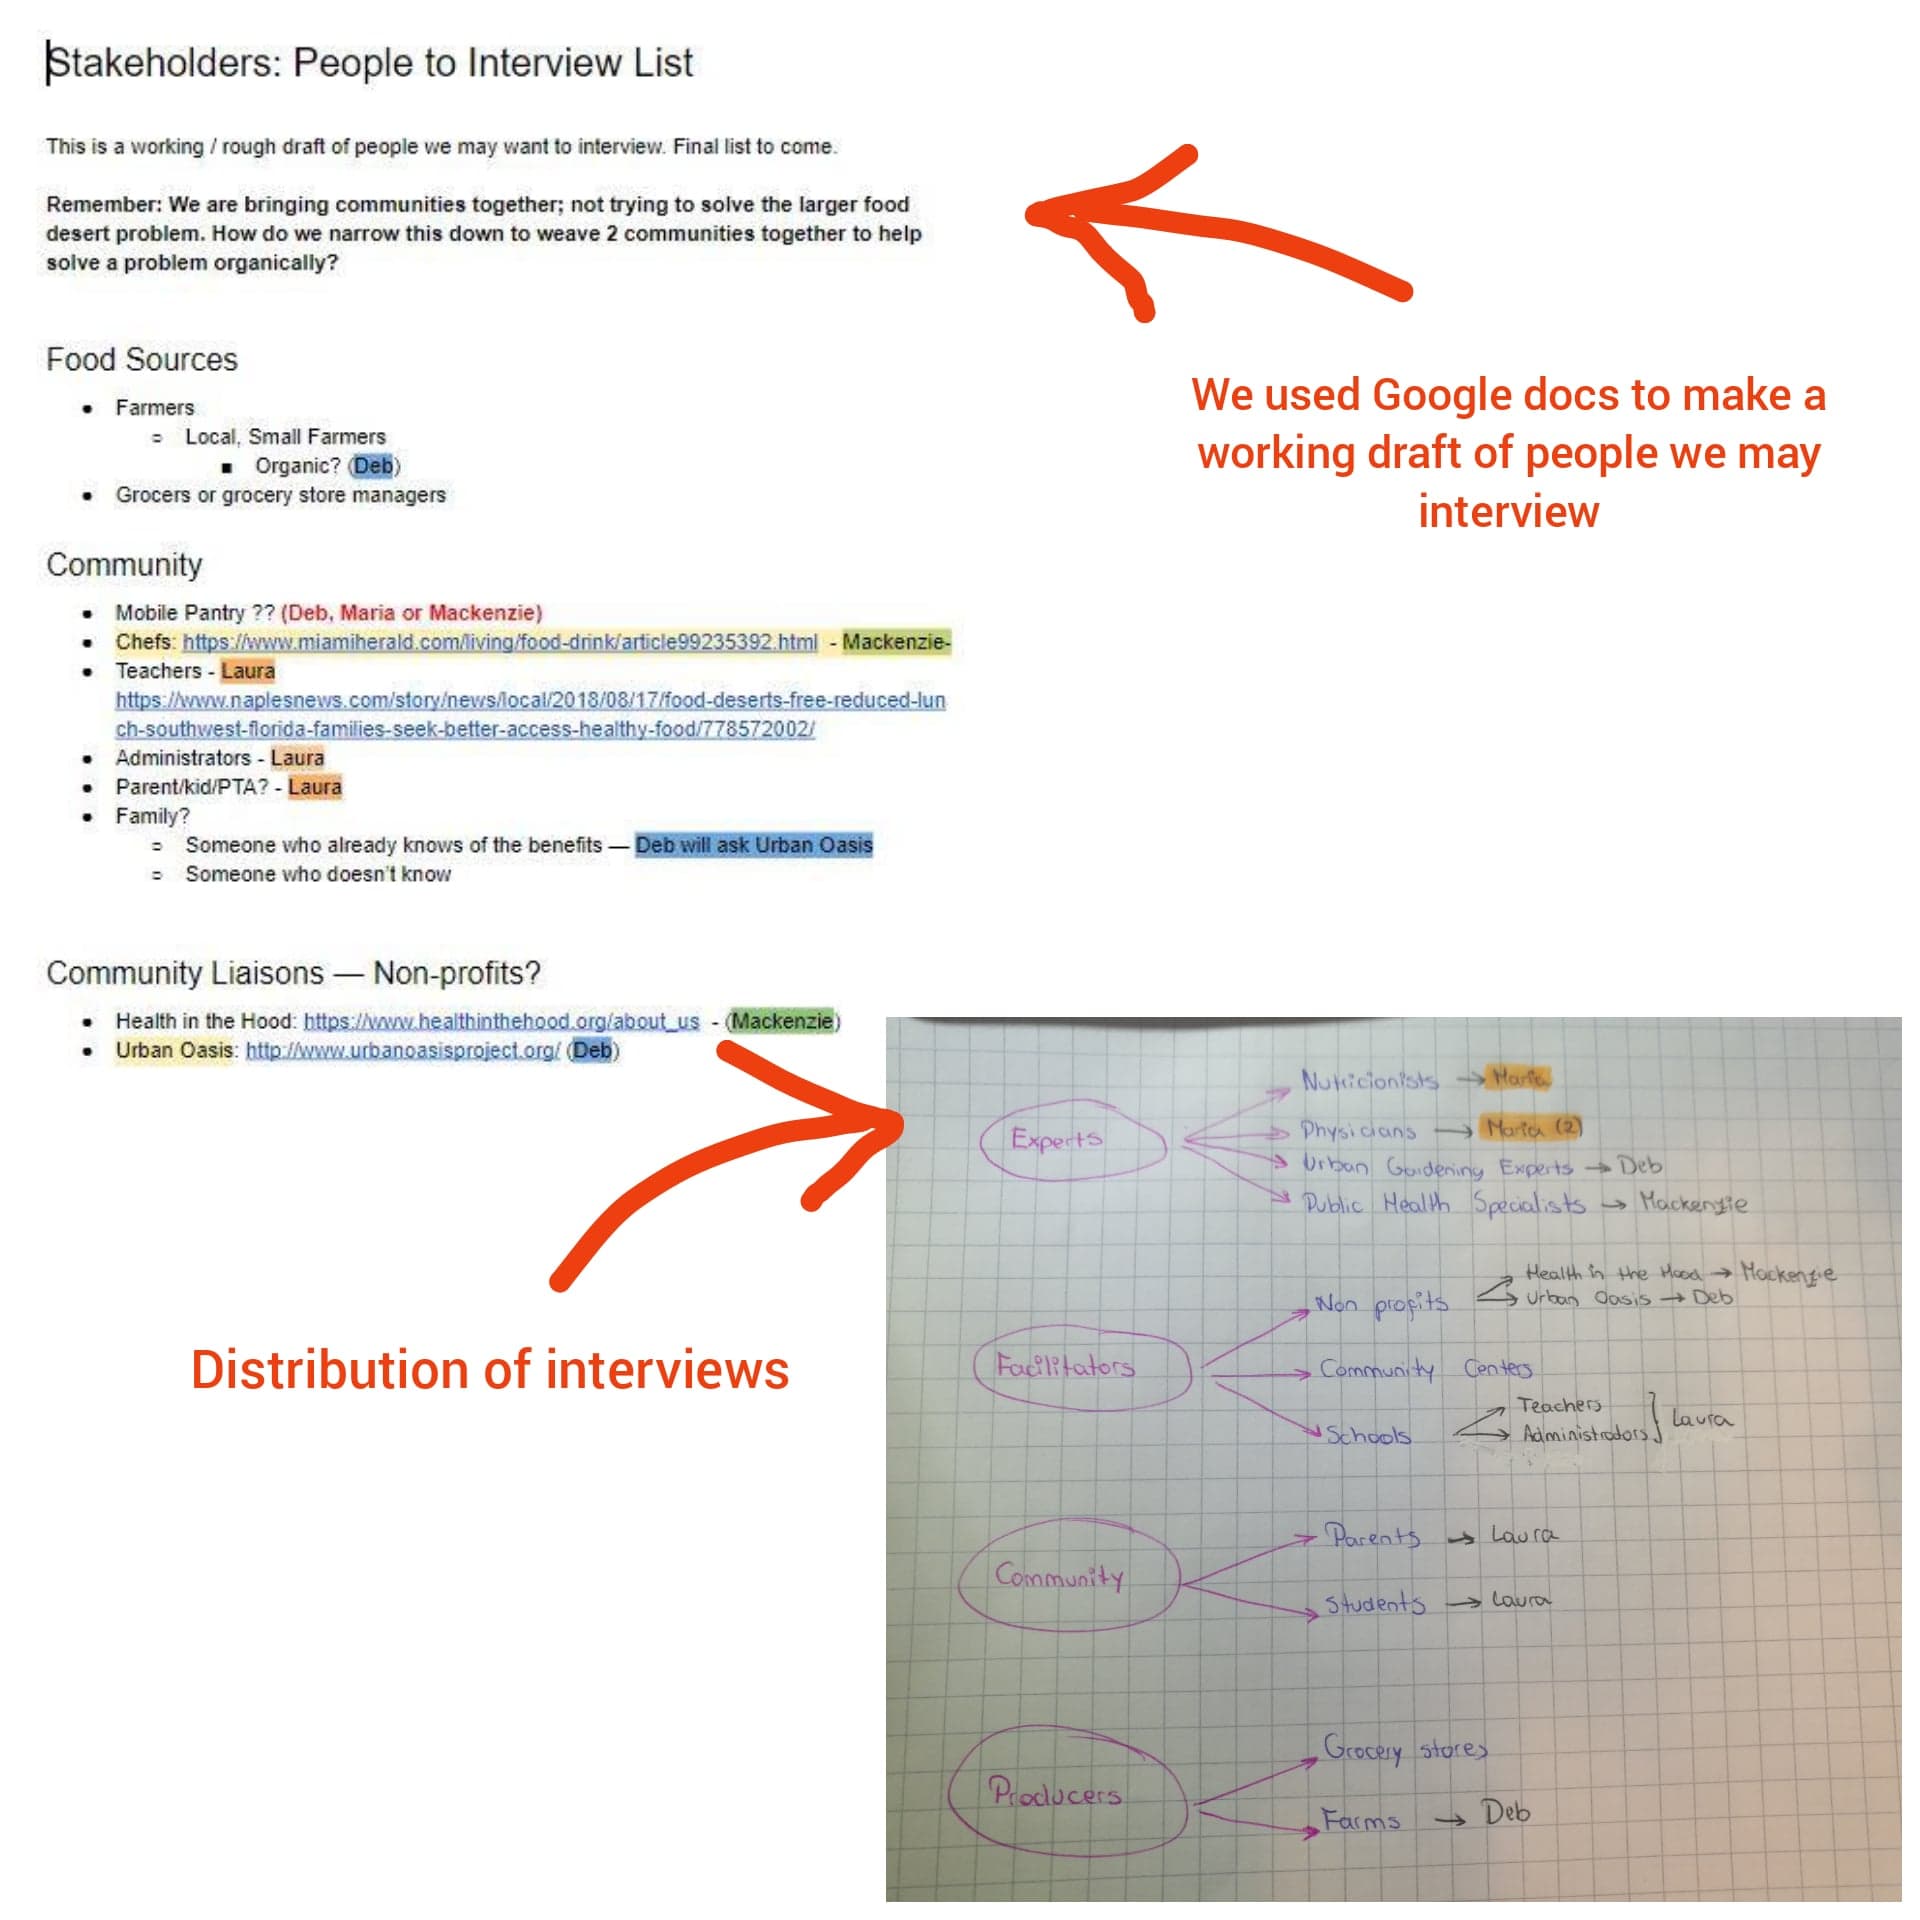 Stakeholders: People to Interview List
This is a working / rough draft of people we may want to interview. Final list to come.
Remember: We are bringing communities together; not trying to solve the larger food
desert problem. How do we narrow this down to weave 2 communities together to help
solve a problem organically?
Food Sources
Farmers
Local, Small Farmers
Organic? (Deb)
Grocers or grocery store managers
Community
Mobile Pantry ?? (Deb, Maria or Mackenzie)
Chefs: https://www.miamiherald.com/living/food-drink/article99235392.html - Mackenzie-
Teachers - Laura
https://www.naplesnews.com/story/news/local/2018/08/17/food-deserts-free-reduced-lun
ch-southwest-florida-families-seek-better-access-healthy-food/778572002/
Administrators - Laura
Parent/kid/PTA? - Laura
Family?
Someone who already knows of the benefits — Deb will ask Urban Oasis
Someone who doesn't know
Community Liaisons — Non-profits?
Health in the Hood: https://www.healthinthehood.org/about_us - (Mackenzie)
Urban Oasis: http://www.urbanoasisproject.org/ (Deb)
We used Google docs to make a
working draft of people we may
interview
Distribution of interviews
Experts
Nutricionists → Maria
Physicians → Maria (2)
Urban Gardening Experts → Deb
Public Health Specialists → Mackenzie
Facilitators
Non profits
Health in the Hood → Mackenzie
Urban Oasis → Deb
Community Centers
Schools
Teachers
Administrators
Laura
Community
Parents → Laura
Students → Laura
Producers
Grocery stores
Farms → Deb